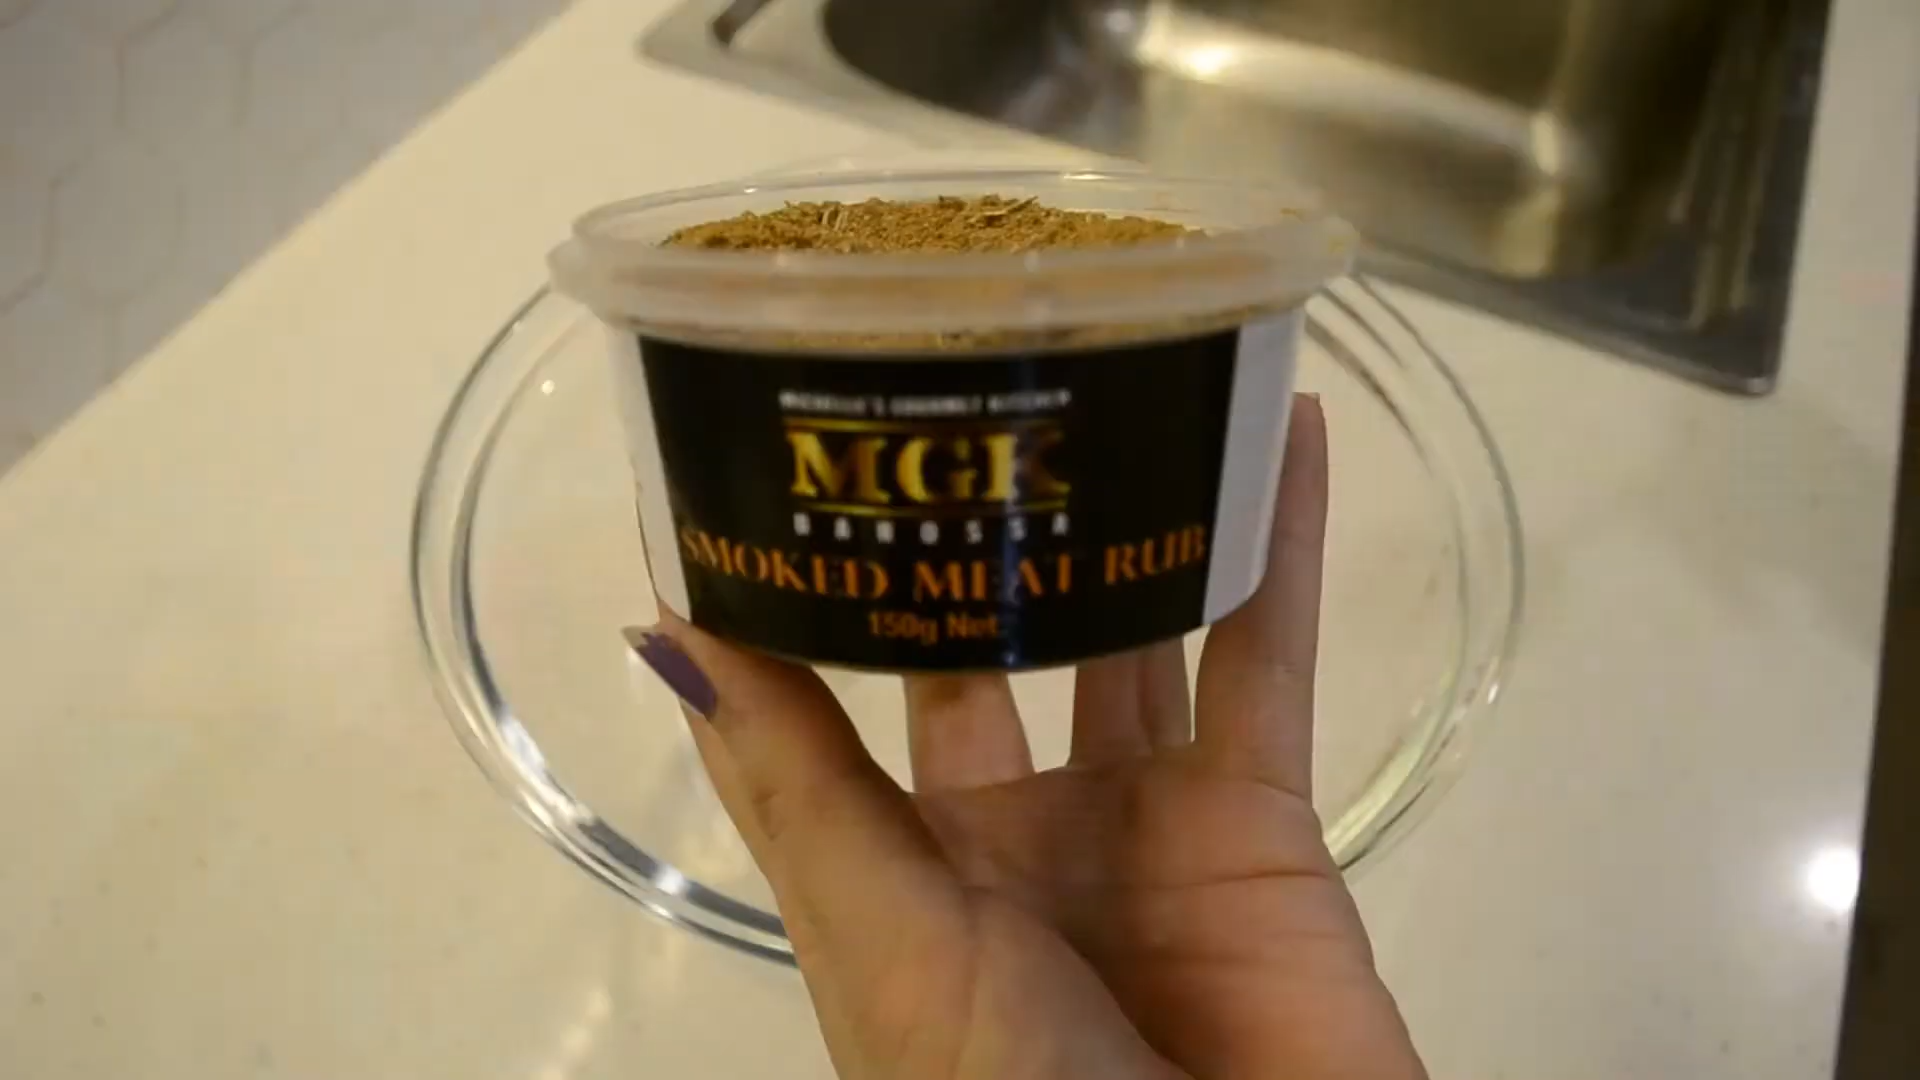 MICHELLE'S GOURMET KITCHEN
MGK
BAROSSA
SMOKED MEAT RUB
150g Net